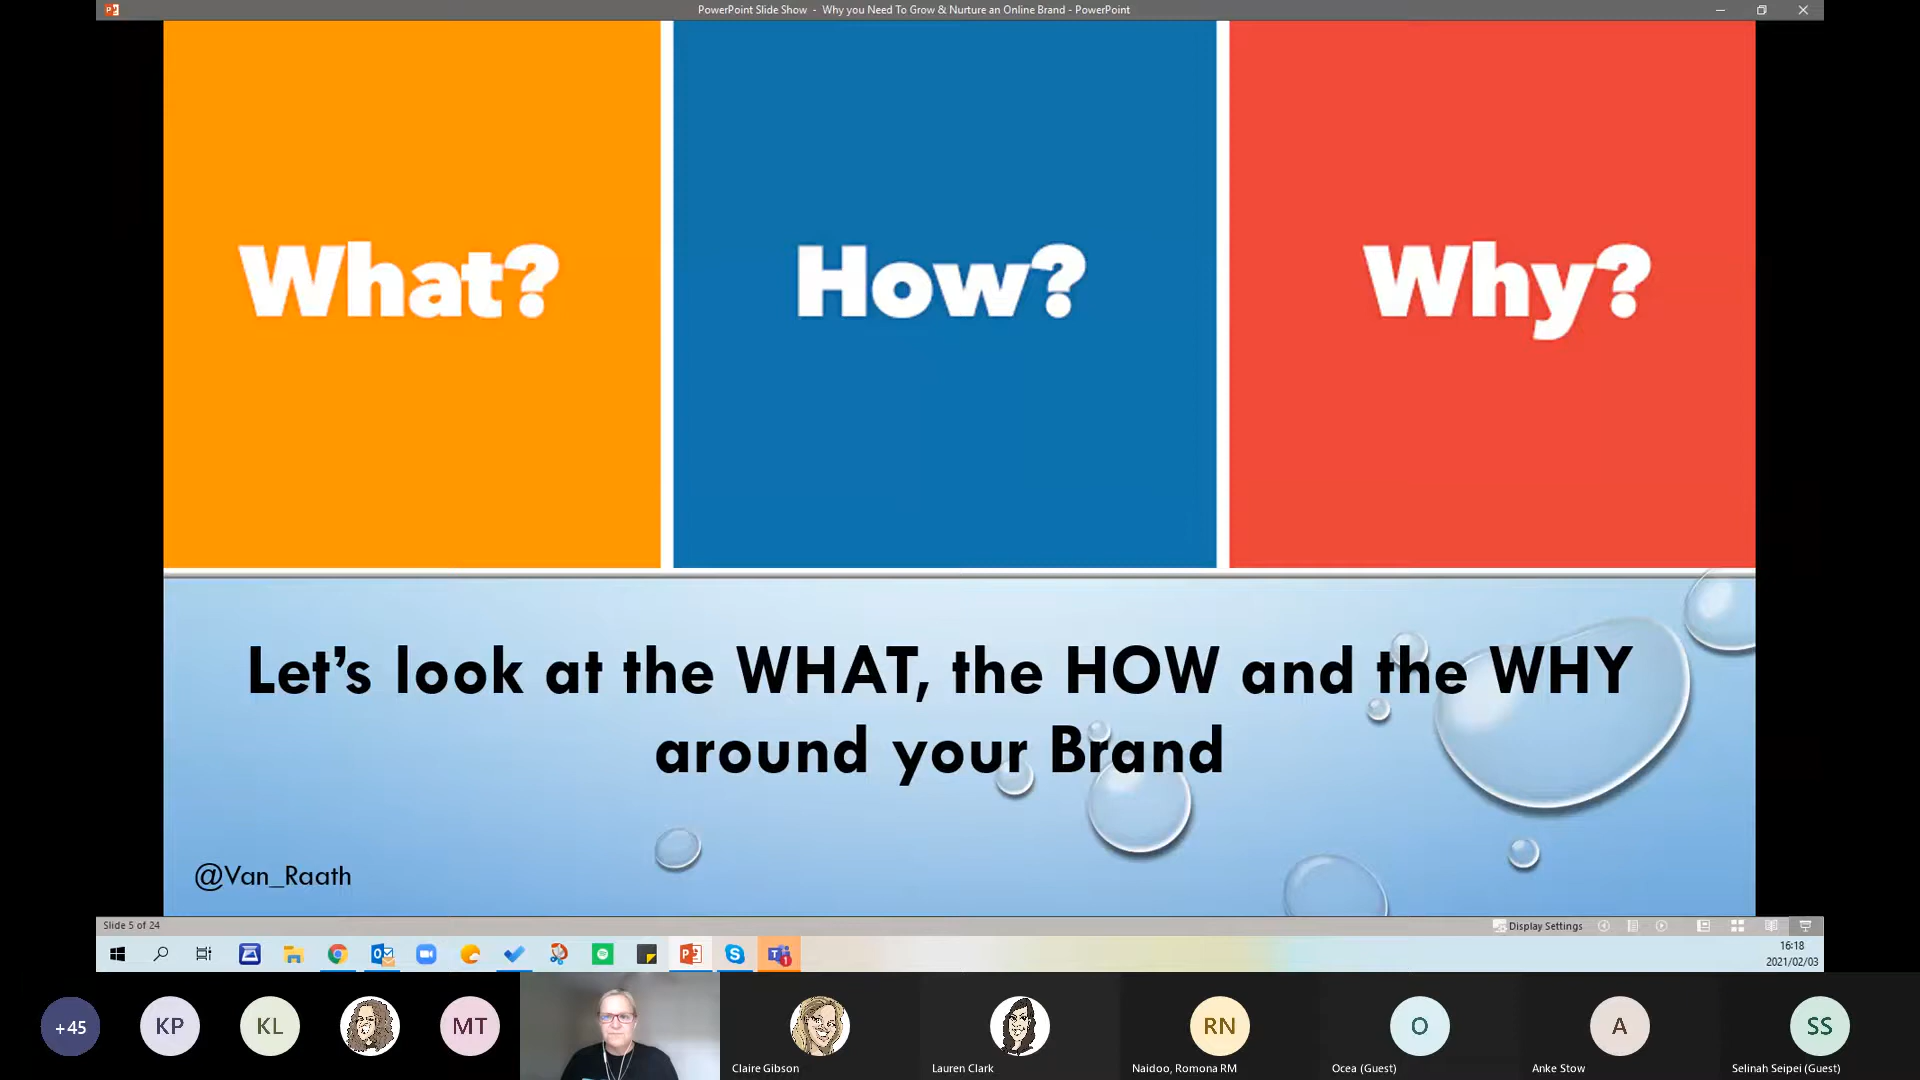 PowerPoint Slide Show - Why you Need To Grow & Nurture an Online Brand - PowerPoint
What?
How?
Why?
Let's look at the WHAT, the HOW and the WHY
around your Brand
@Van_Raath
Slide 5 of 24
Display Settings
16:18
2021/02/03
+45
KP
KL
MT
RN
O
A
SS
Claire Gibson
Lauren Clark
Naidoo, Romona RM
Ocea (Guest)
Anke Stow
Selinah Seipei (Guest)